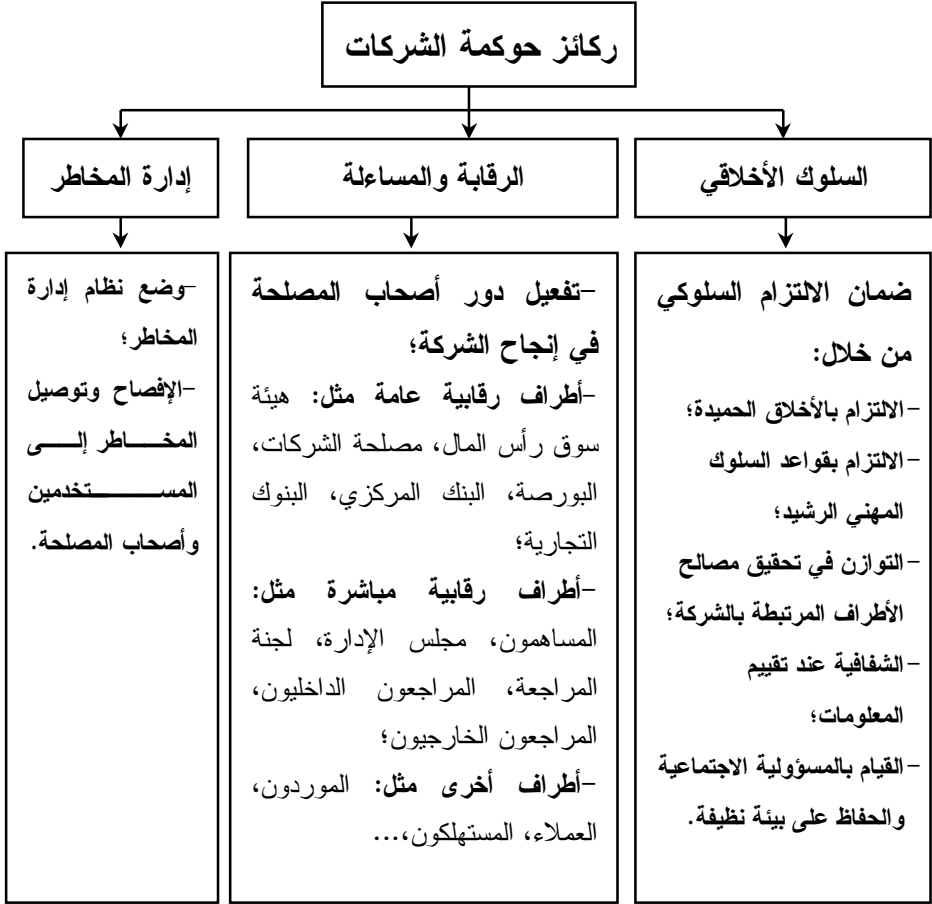 ركائز حوكمة الشركات
السلوك الأخلاقي
الرقابة والمساءلة
إدارة المخاطر
ضمان الالتزام السلوكي
من خلال:
-الالتزام بالأخلاق الحميدة؛
-الالتزام بقواعد السلوك
المهني الرشيد؛
-التوازن في تحقيق مصالح
الأطراف المرتبطة بالشركة؛
-الشفافية عند تقييم
المعلومات؛
-القيام بالمسؤولية الاجتماعية
والحفاظ على بيئة نظيفة.
-تفعيل دور أصحاب المصلحة
في إنجاح الشركة؛
-أطراف رقابية عامة مثل: هيئة
سوق رأس المال، مصلحة الشركات،
البورصة، البنك المركزي، البنوك
التجارية؛
-أطراف رقابية مباشرة مثل:
المساهمون، مجلس الإدارة، لجنة
المراجعة، المراجعون الداخليون،
المراجعون الخارجيون؛
-أطراف أخرى مثل: الموردون،
العملاء، المستهلكون،...
-وضع نظام إدارة
المخاطر؛
-الإفصاح وتوصيل
المخـــــاطر إلـــــى
المســــــــــتخدمين
وأصحاب المصلحة.